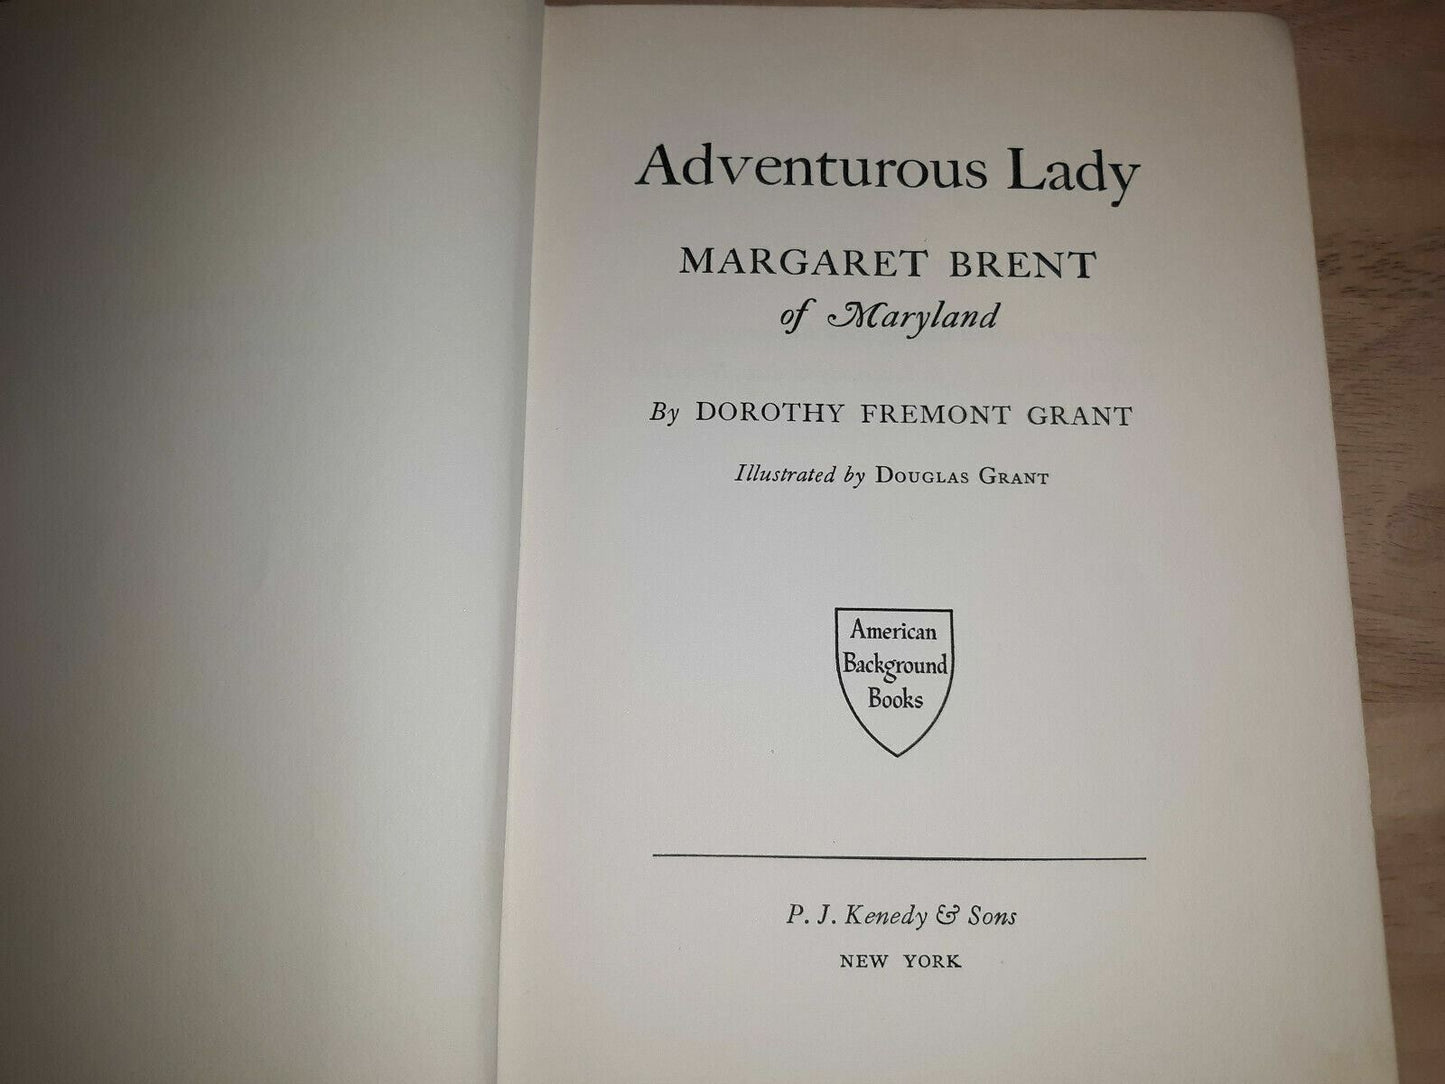 Adventurous Lady
MARGARET BRENT
of Maryland
By DOROTHY FREMONT GRANT
Illustrated by DOUGLAS GRANT
American
Background
Books
P. J. Kenedy & Sons
NEW YORK